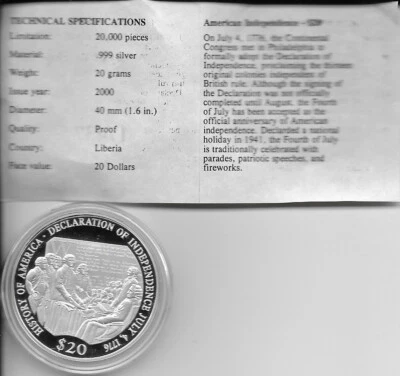 TECHNICAL SPECIFICATIONS
Limitation: 20,000 pieces
Material: .999 silver
Weight: 20 grams
Issue year: 2000
Diameter: 40 mm (1.6 in.)
Quality: Proof
Country: Liberia
Face value: 20 Dollars
American Independence
On July 4, 1776, the Continental
Congress met in Philadelphia to
formally adopt the Declaration of
Independence, proclaiming the thirteen
original colonies independent of
British rule. Although the signing of
the Declaration was not officially
completed until August, the Fourth
of July has been accepted as the
official anniversary of American
independence. Declared a national
holiday in 1941, the Fourth of July
is traditionally celebrated with
parades, patriotic speeches, and
fireworks.
HISTORY OF AMERICA · DECLARATION OF INDEPENDENCE JULY 4, 1776
$20